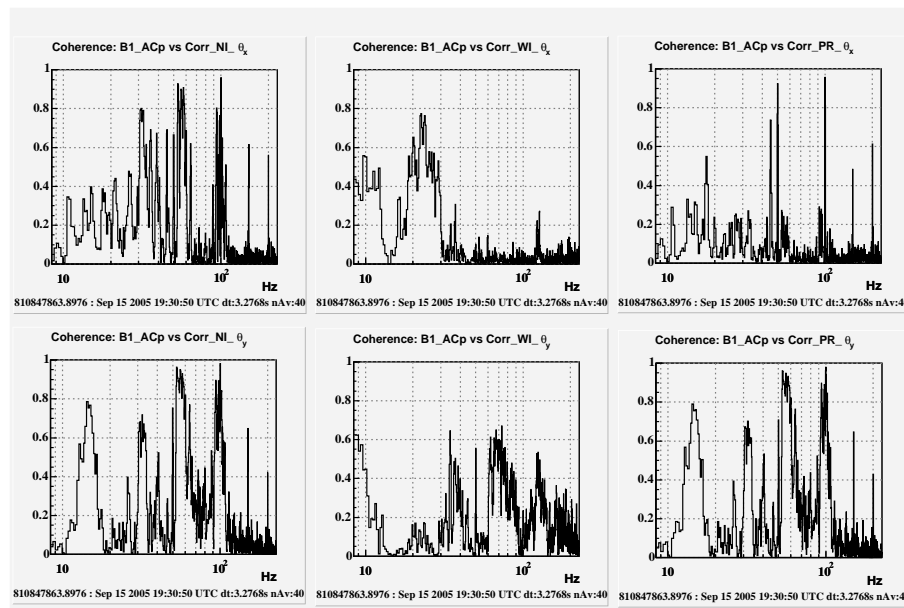 Coherence: B1_ACp vs Corr_NI_ θx
1
0.8
0.6
0.4
0.2
0
10
10²
Hz
810847863.8976 : Sep 15 2005 19:30:50 UTC dt:3.2768s nAv:40
Coherence: B1_ACp vs Corr_WI_ θx
1
0.8
0.6
0.4
0.2
0
10
10²
Hz
810847863.8976 : Sep 15 2005 19:30:50 UTC dt:3.2768s nAv:40
Coherence: B1_ACp vs Corr_PR_ θx
1
0.8
0.6
0.4
0.2
0
10
10²
Hz
810847863.8976 : Sep 15 2005 19:30:50 UTC dt:3.2768s nAv:40
Coherence: B1_ACp vs Corr_NI_ θy
1
0.8
0.6
0.4
0.2
0
10
10²
Hz
810847863.8976 : Sep 15 2005 19:30:50 UTC dt:3.2768s nAv:40
Coherence: B1_ACp vs Corr_WI_ θy
1
0.8
0.6
0.4
0.2
0
10
10²
Hz
810847863.8976 : Sep 15 2005 19:30:50 UTC dt:3.2768s nAv:40
Coherence: B1_ACp vs Corr_PR_ θy
1
0.8
0.6
0.4
0.2
0
10
10²
Hz
810847863.8976 : Sep 15 2005 19:30:50 UTC dt:3.2768s nAv:40